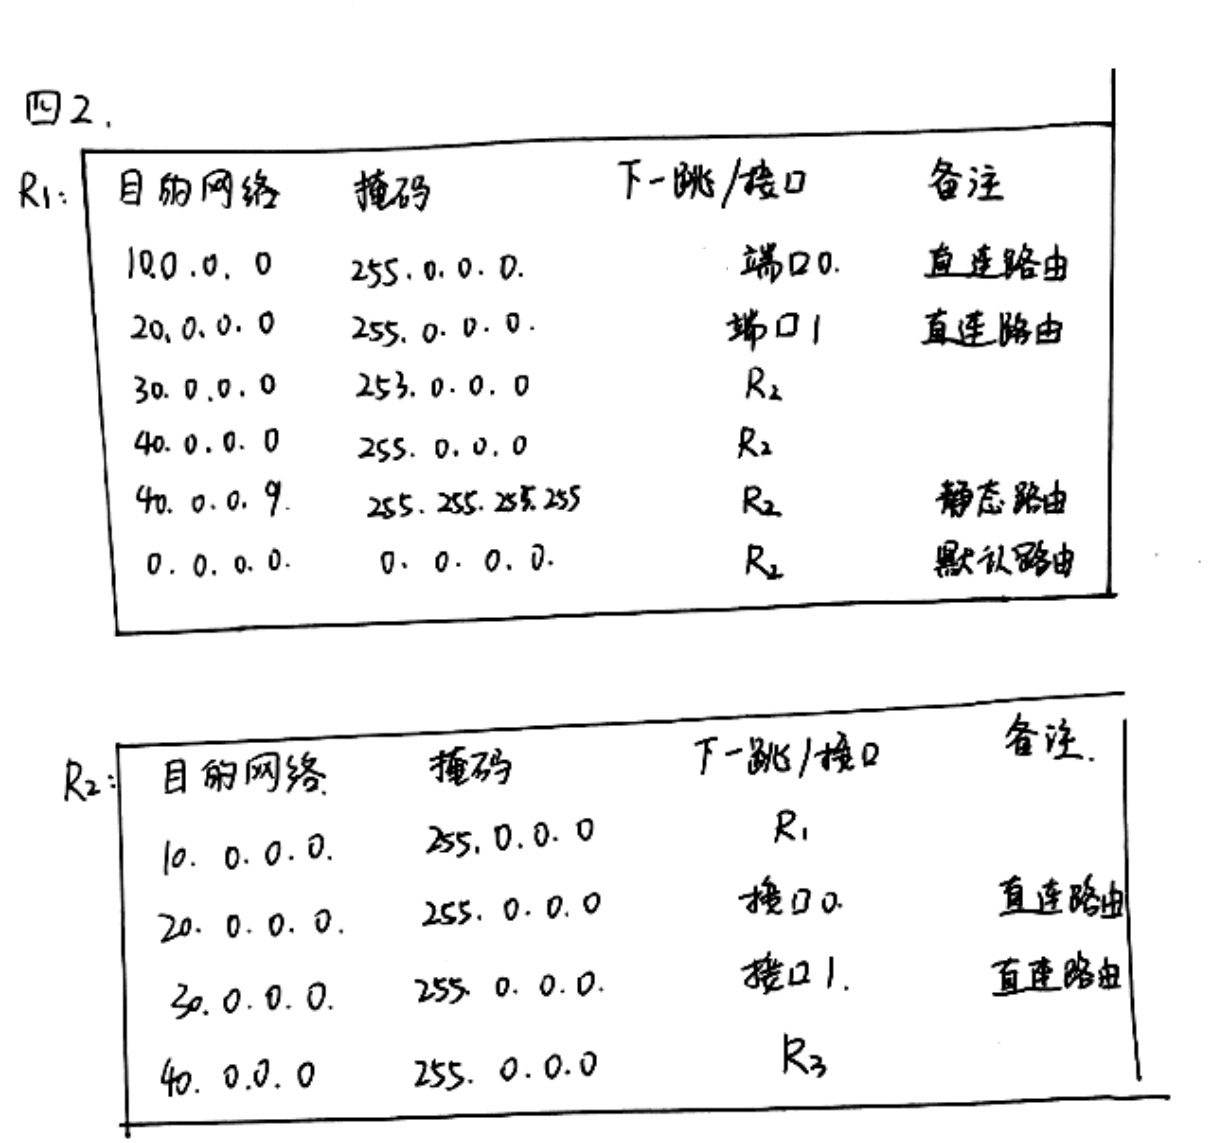 四2.
R1: 目的网络 掩码 下一跳/接口 备注
10.0.0.0 255.0.0.0. 端口0. 直连路由
20.0.0.0 255.0.0.0. 端口1 直连路由
30.0.0.0 253.0.0.0 R2
40.0.0.0 255.0.0.0 R2
40.0.0.9. 255.255.255.255 R2 静态路由
0.0.0.0. 0.0.0.0. R2 默认路由
R2: 目的网络. 掩码 下一跳/接口 备注.
10.0.0.0. 255.0.0.0 R1
20.0.0.0. 255.0.0.0 接口0. 直连路由
30.0.0.0. 255.0.0.0. 接口1. 直连路由
40.0.0.0 255.0.0.0 R3